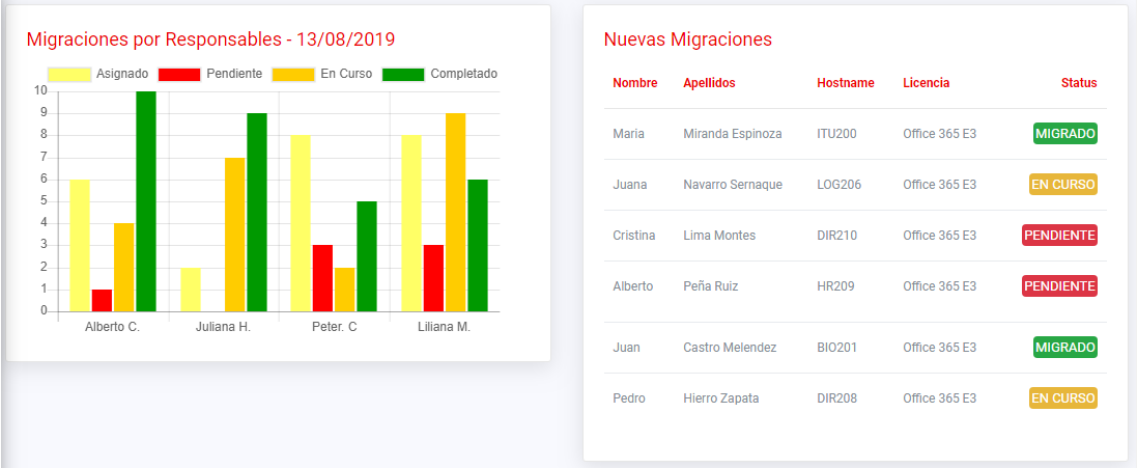 Migraciones por Responsables - 13/08/2019
Asignado Pendiente En Curso Completado
10
9
8
7
6
5
4
3
2
1
0
Alberto C. Juliana H. Peter. C Liliana M.
Nuevas Migraciones
Nombre Apellidos Hostname Licencia Status
Maria Miranda Espinoza ITU200 Office 365 E3 MIGRADO
Juana Navarro Sernaque LOG206 Office 365 E3 EN CURSO
Cristina Lima Montes DIR210 Office 365 E3 PENDIENTE
Alberto Peña Ruiz HR209 Office 365 E3 PENDIENTE
Juan Castro Melendez BIO201 Office 365 E3 MIGRADO
Pedro Hierro Zapata DIR208 Office 365 E3 EN CURSO